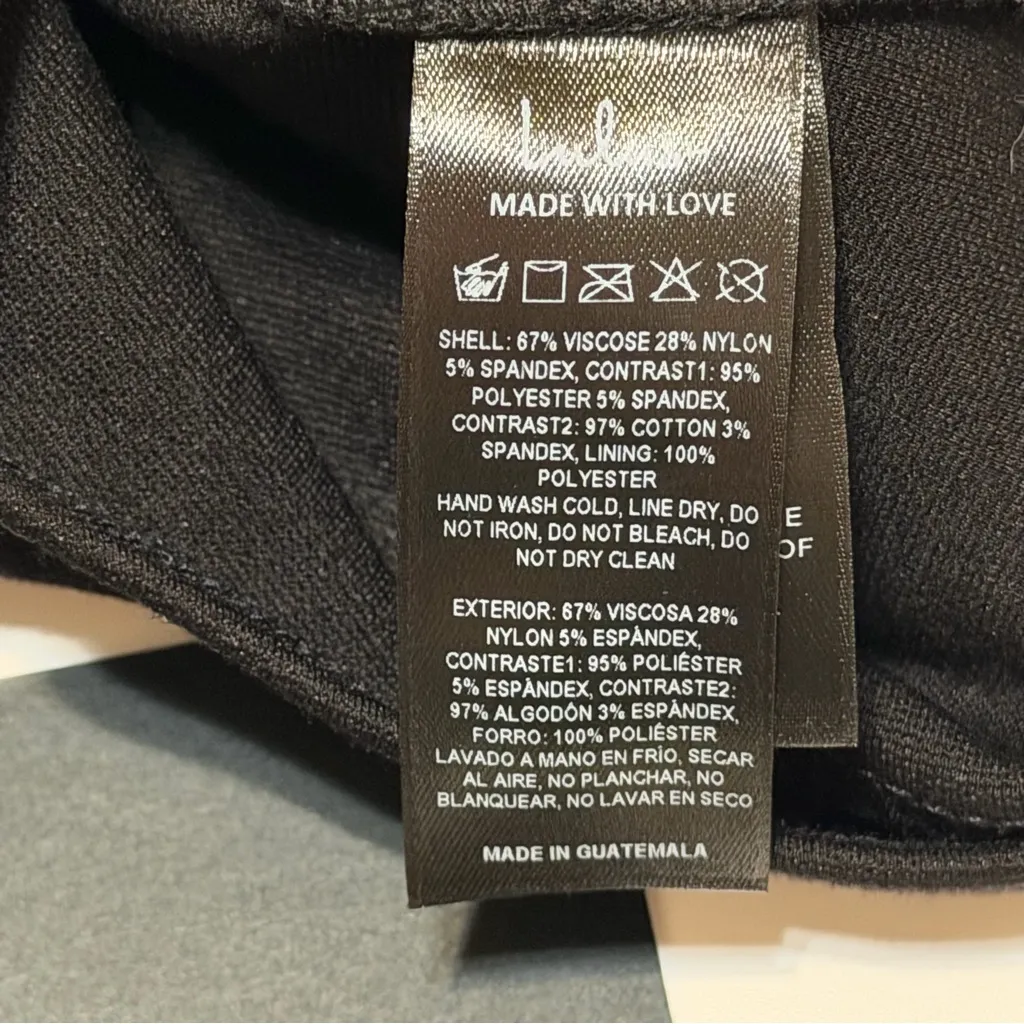 MADE WITH LOVE
SHELL: 67% VISCOSE 28% NYLON
5% SPANDEX, CONTRAST1: 95%
POLYESTER 5% SPANDEX,
CONTRAST2: 97% COTTON 3%
SPANDEX, LINING: 100%
POLYESTER
HAND WASH COLD, LINE DRY, DO
NOT IRON, DO NOT BLEACH, DO
NOT DRY CLEAN
EXTERIOR: 67% VISCOSA 28%
NYLON 5% ESPÁNDEX,
CONTRASTE1: 95% POLIÉSTER
5% ESPÁNDEX, CONTRASTE2:
97% ALGODÓN 3% ESPÁNDEX,
FORRO: 100% POLIÉSTER
LAVADO A MANO EN FRÍO, SECAR
AL AIRE, NO PLANCHAR, NO
BLANQUEAR, NO LAVAR EN SECO
MADE IN GUATEMALA
E
OF